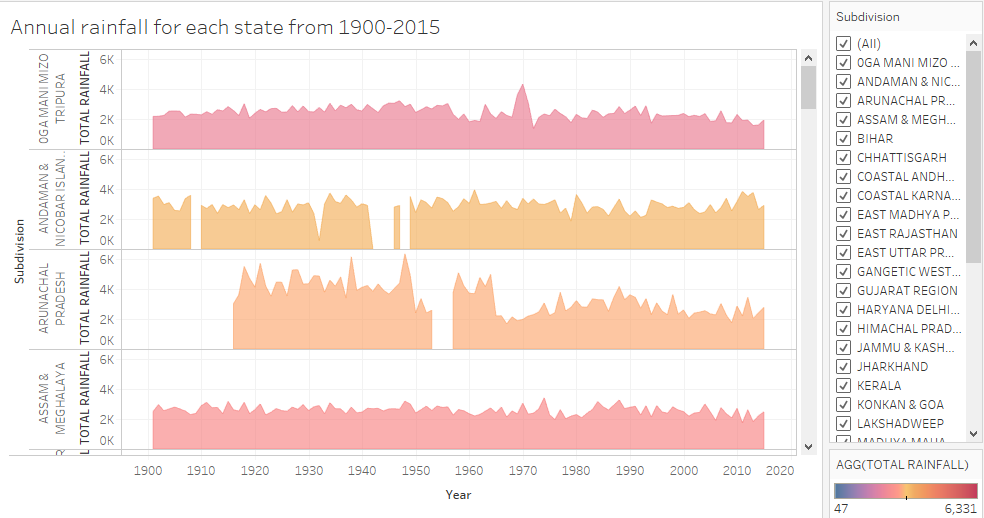 Annual rainfall for each state from 1900-2015
Subdivision
0GA MANI MIZO
TRIPURA
TOTAL RAINFALL
6K
4K
2K
0K
ANDAMAN &
NICOBAR ISLAN..
TOTAL RAINFALL
6K
4K
2K
0K
ARUNACHAL
PRADESH
TOTAL RAINFALL
6K
4K
2K
0K
ASSAM &
MEGHALAYA
TOTAL RAINFALL
6K
4K
2K
0K
1900 1910 1920 1930 1940 1950 1960 1970 1980 1990 2000 2010 2020
Year
Subdivision
(All)
0GA MANI MIZO ...
ANDAMAN & NIC...
ARUNACHAL PR...
ASSAM & MEGH...
BIHAR
CHHATTISGARH
COASTAL ANDH...
COASTAL KARNA...
EAST MADHYA P...
EAST RAJASTHAN
EAST UTTAR PR...
GANGETIC WEST...
GUJARAT REGION
HARYANA DELHI...
HIMACHAL PRAD...
JAMMU & KASH...
JHARKHAND
KERALA
KONKAN & GOA
LAKSHADWEEP
MADHYA MAHA...
AGG(TOTAL RAINFALL)
47 6,331